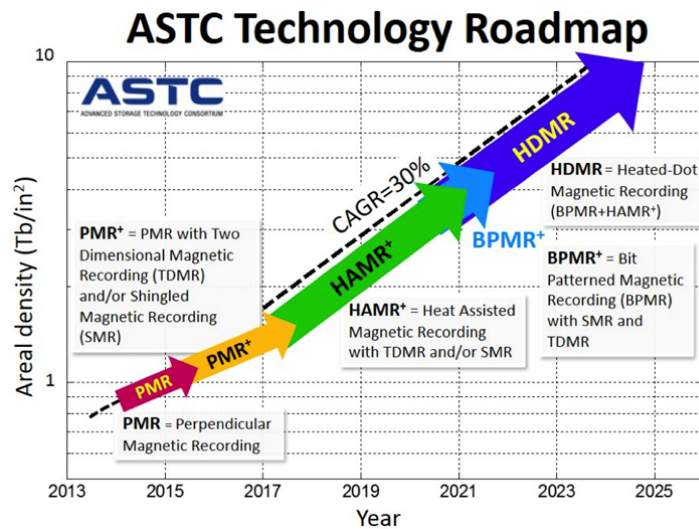 ASTC Technology Roadmap
10
ASTC
ADVANCED STORAGE TECHNOLOGY CONSORTIUM
CAGR=30%
HDMR
HDMR = Heated-Dot
Magnetic Recording
(BPMR+HAMR⁺)
PMR⁺ = PMR with Two
Dimensional Magnetic
Recording (TDMR)
and/or Shingled
Magnetic Recording
(SMR)
HAMR⁺
BPMR⁺
BPMR⁺ = Bit
Patterned Magnetic
Recording (BPMR)
with SMR and
TDMR
HAMR⁺ = Heat Assisted
Magnetic Recording
with TDMR and/or SMR
PMR⁺
PMR
1
PMR = Perpendicular
Magnetic Recording
Areal density (Tb/in²)
2013 2015 2017 2019 2021 2023 2025
Year